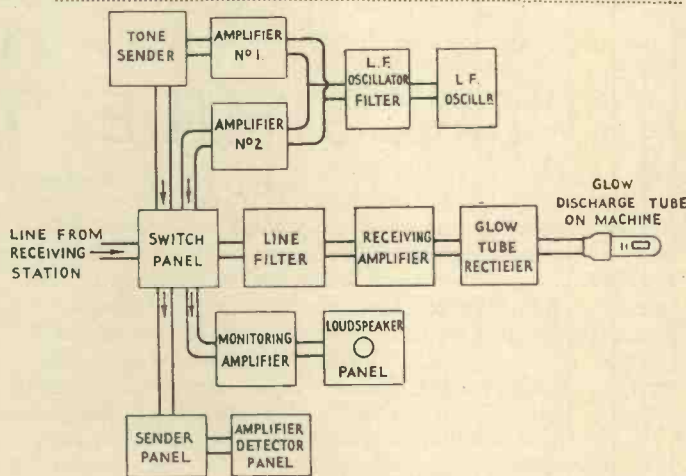 TONE
SENDER
AMPLIFIER
Nº1.
L.F.
OSCILLATOR
FILTER
L.F.
OSCILLR
AMPLIFIER
Nº2
GLOW
DISCHARGE TUBE
ON MACHINE
LINE FROM
RECEIVING
STATION
SWITCH
PANEL
LINE
FILTER
RECEIVING
AMPLIFIER
GLOW
TUBE
RECTIEIER
MONITORING
AMPLIFIER
LOUDSPEAKER
PANEL
SENDER
PANEL
AMPLIFIER
DETECTOR
PANEL